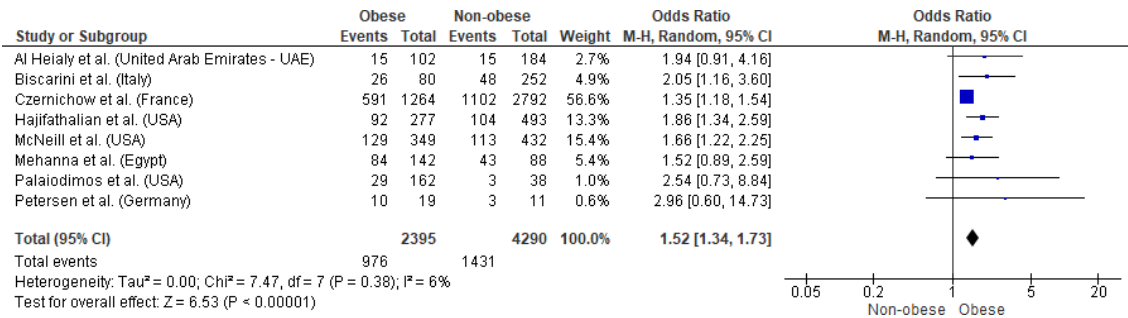 Obese Non-obese Odds Ratio Odds Ratio
Study or Subgroup Events Total Events Total Weight M-H, Random, 95% CI M-H, Random, 95% CI
Al Heialy et al. (United Arab Emirates - UAE) 15 102 15 184 2.7% 1.94 [0.91, 4.16]
Biscarini et al. (Italy) 26 80 48 252 4.9% 2.05 [1.16, 3.60]
Czernichow et al. (France) 591 1264 1102 2792 56.6% 1.35 [1.18, 1.54]
Hajifathalian et al. (USA) 92 277 104 493 13.3% 1.86 [1.34, 2.59]
McNeill et al. (USA) 129 349 113 432 15.4% 1.66 [1.22, 2.25]
Mehanna et al. (Egypt) 84 142 43 88 5.4% 1.52 [0.89, 2.59]
Palaiodimos et al. (USA) 29 162 3 38 1.0% 2.54 [0.73, 8.84]
Petersen et al. (Germany) 10 19 3 11 0.6% 2.96 [0.60, 14.73]
Total (95% CI) 2395 4290 100.0% 1.52 [1.34, 1.73]
Total events 976 1431
Heterogeneity: Tau² = 0.00; Chi² = 7.47, df = 7 (P = 0.38); I² = 6%
Test for overall effect: Z = 6.53 (P < 0.00001)
0.05 0.2 1 5 20
Non-obese Obese